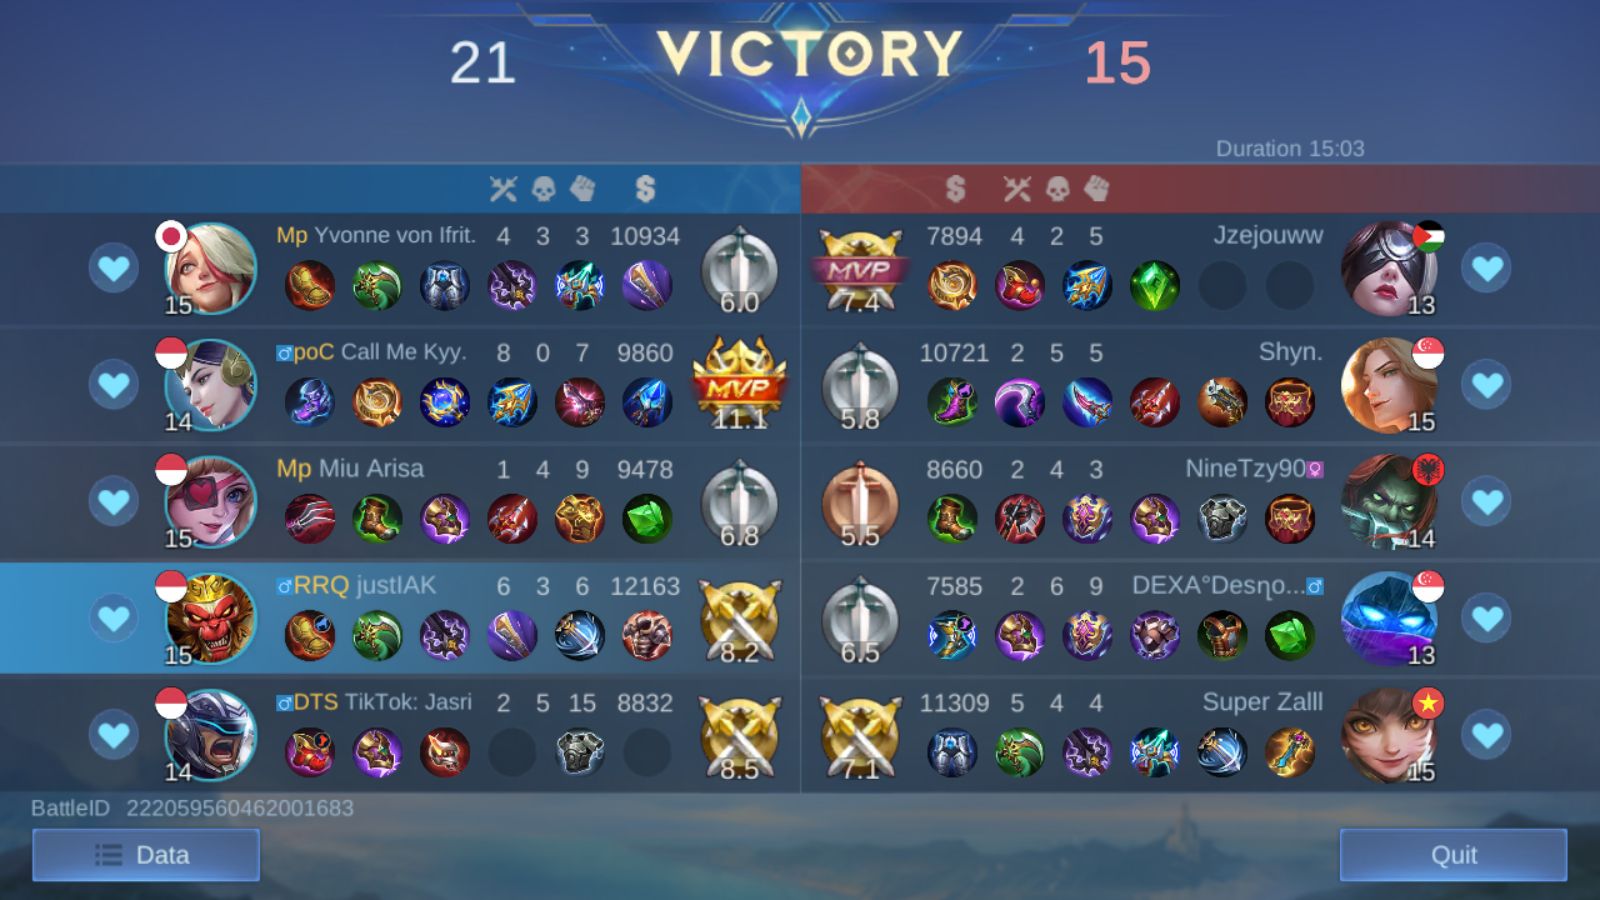 21 VICTORY 15
Duration 15:03
Mp Yvonne von Ifrit. 4 3 3 10934
15 6.0
MVP 7894 4 2 5 Jzejouww
7.4 13
poC Call Me Kyy. 8 0 7 9860 MVP
14 11.1
10721 2 5 5 Shyn.
5.8 15
Mp Miu Arisa 1 4 9 9478
15 6.8
8660 2 4 3 NineTzy90
5.5 14
RRQ justIAK 6 3 6 12163
15 8.2
7585 2 6 9 DEXA°Desηo...
6.5 13
DTS TikTok: Jasri 2 5 15 8832
14 8.5
11309 5 4 4 Super Zalll
7.1 15
BattleID 222059560462001683
Data
Quit